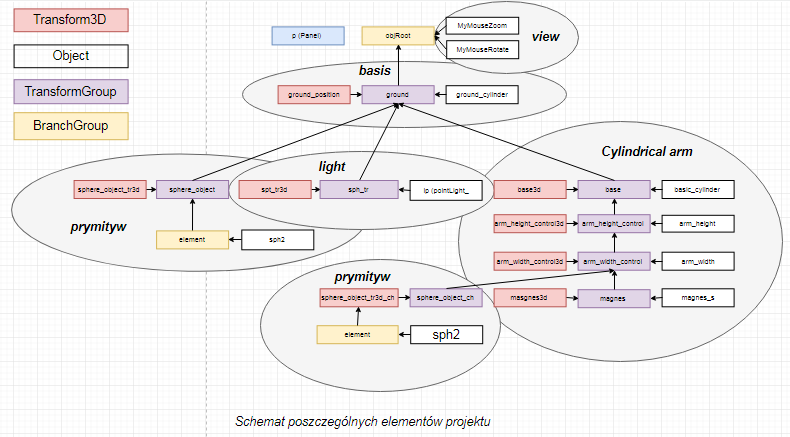 Transform3D
Object
TransformGroup
BranchGroup
p (Panel)
objRoot
MyMouseZoom
MyMouseRotate
view
basis
ground_position
ground
ground_cylinder
light
Cylindrical arm
sphere_object_tr3d
sphere_object
spt_tr3d
sph_tr
lp (pointLight_
base3d
base
basic_cylinder
prymityw
arm_height_control3d
arm_height_control
arm_height
element
sph2
arm_width_control3d
arm_width_control
arm_width
prymityw
sphere_object_tr3d_ch
sphere_object_ch
masgnes3d
magnes
magnes_s
element
sph2
Schemat poszczególnych elementów projektu